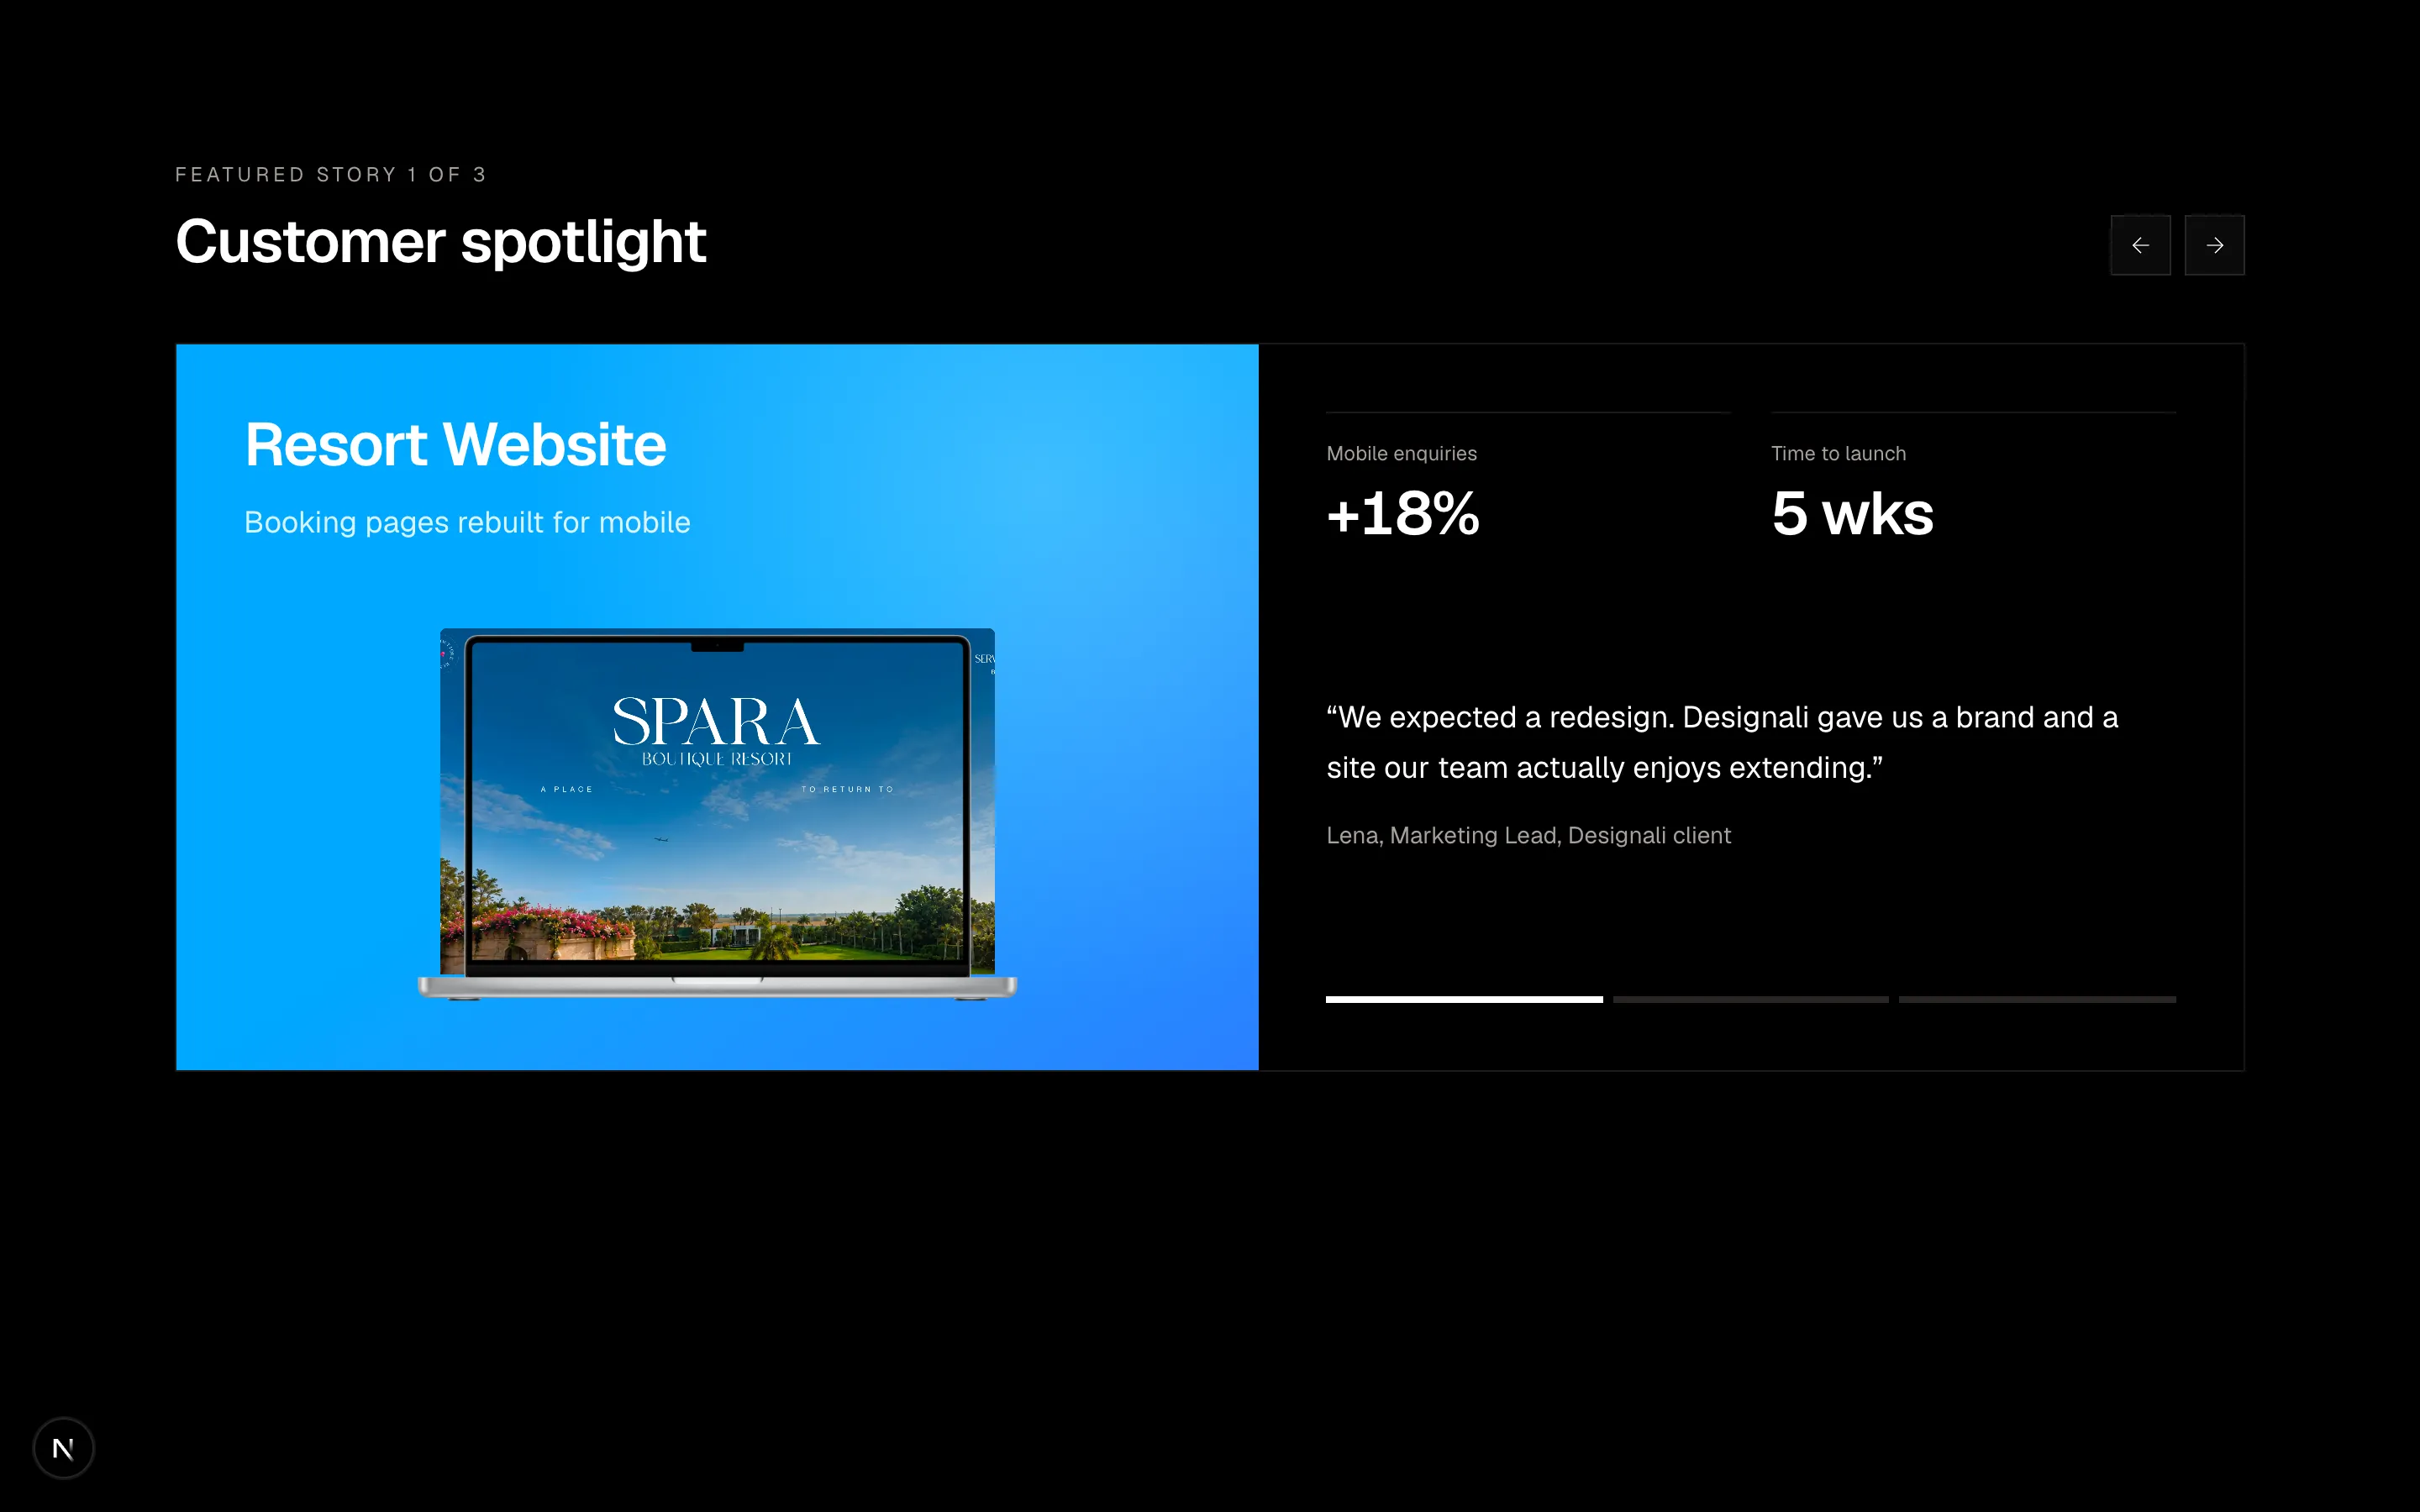 FEATURED STORY 1 OF 3
Customer spotlight
Resort Website
Booking pages rebuilt for mobile
SERV
SPARA
BOUTIQUE RESORT
A PLACE
TO RETURN TO
Mobile enquiries
+18%
Time to launch
5 wks
“We expected a redesign. Designali gave us a brand and a
site our team actually enjoys extending.”
Lena, Marketing Lead, Designali client
N